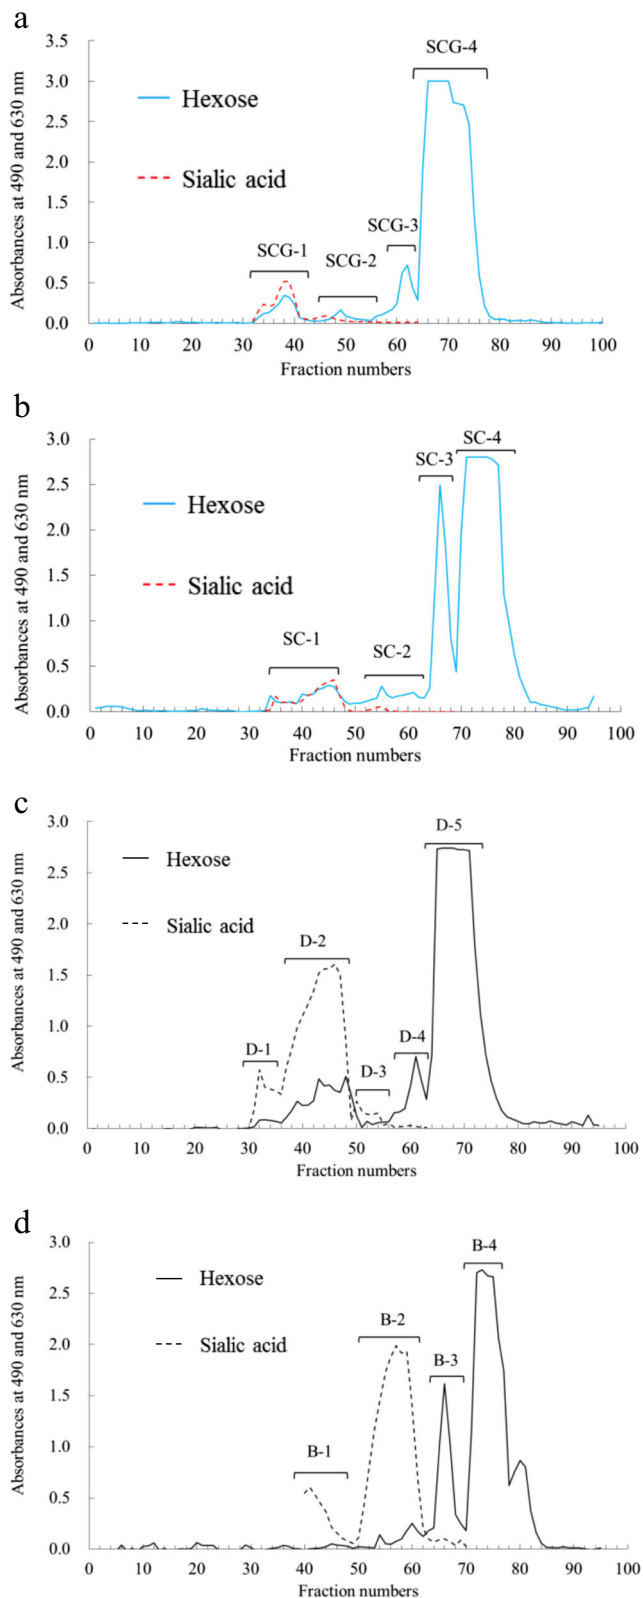 a
3.5
3.0
2.5
2.0
1.5
1.0
0.5
0.0
Absorbances at 490 and 630 nm
Hexose
Sialic acid
SCG-1
SCG-2
SCG-3
SCG-4
0 10 20 30 40 50 60 70 80 90 100
Fraction numbers
b
3.0
2.5
2.0
1.5
1.0
0.5
0.0
Absorbances at 490 and 630 nm
Hexose
Sialic acid
SC-1
SC-2
SC-3
SC-4
0 10 20 30 40 50 60 70 80 90 100
Fraction numbers
c
3.0
2.5
2.0
1.5
1.0
0.5
0.0
Absorbances at 490 and 630 nm
Hexose
Sialic acid
D-1
D-2
D-3
D-4
D-5
0 10 20 30 40 50 60 70 80 90 100
Fraction numbers
d
3.0
2.5
2.0
1.5
1.0
0.5
0.0
Absorbances at 490 and 630 nm
Hexose
Sialic acid
B-1
B-2
B-3
B-4
0 10 20 30 40 50 60 70 80 90 100
Fraction numbers